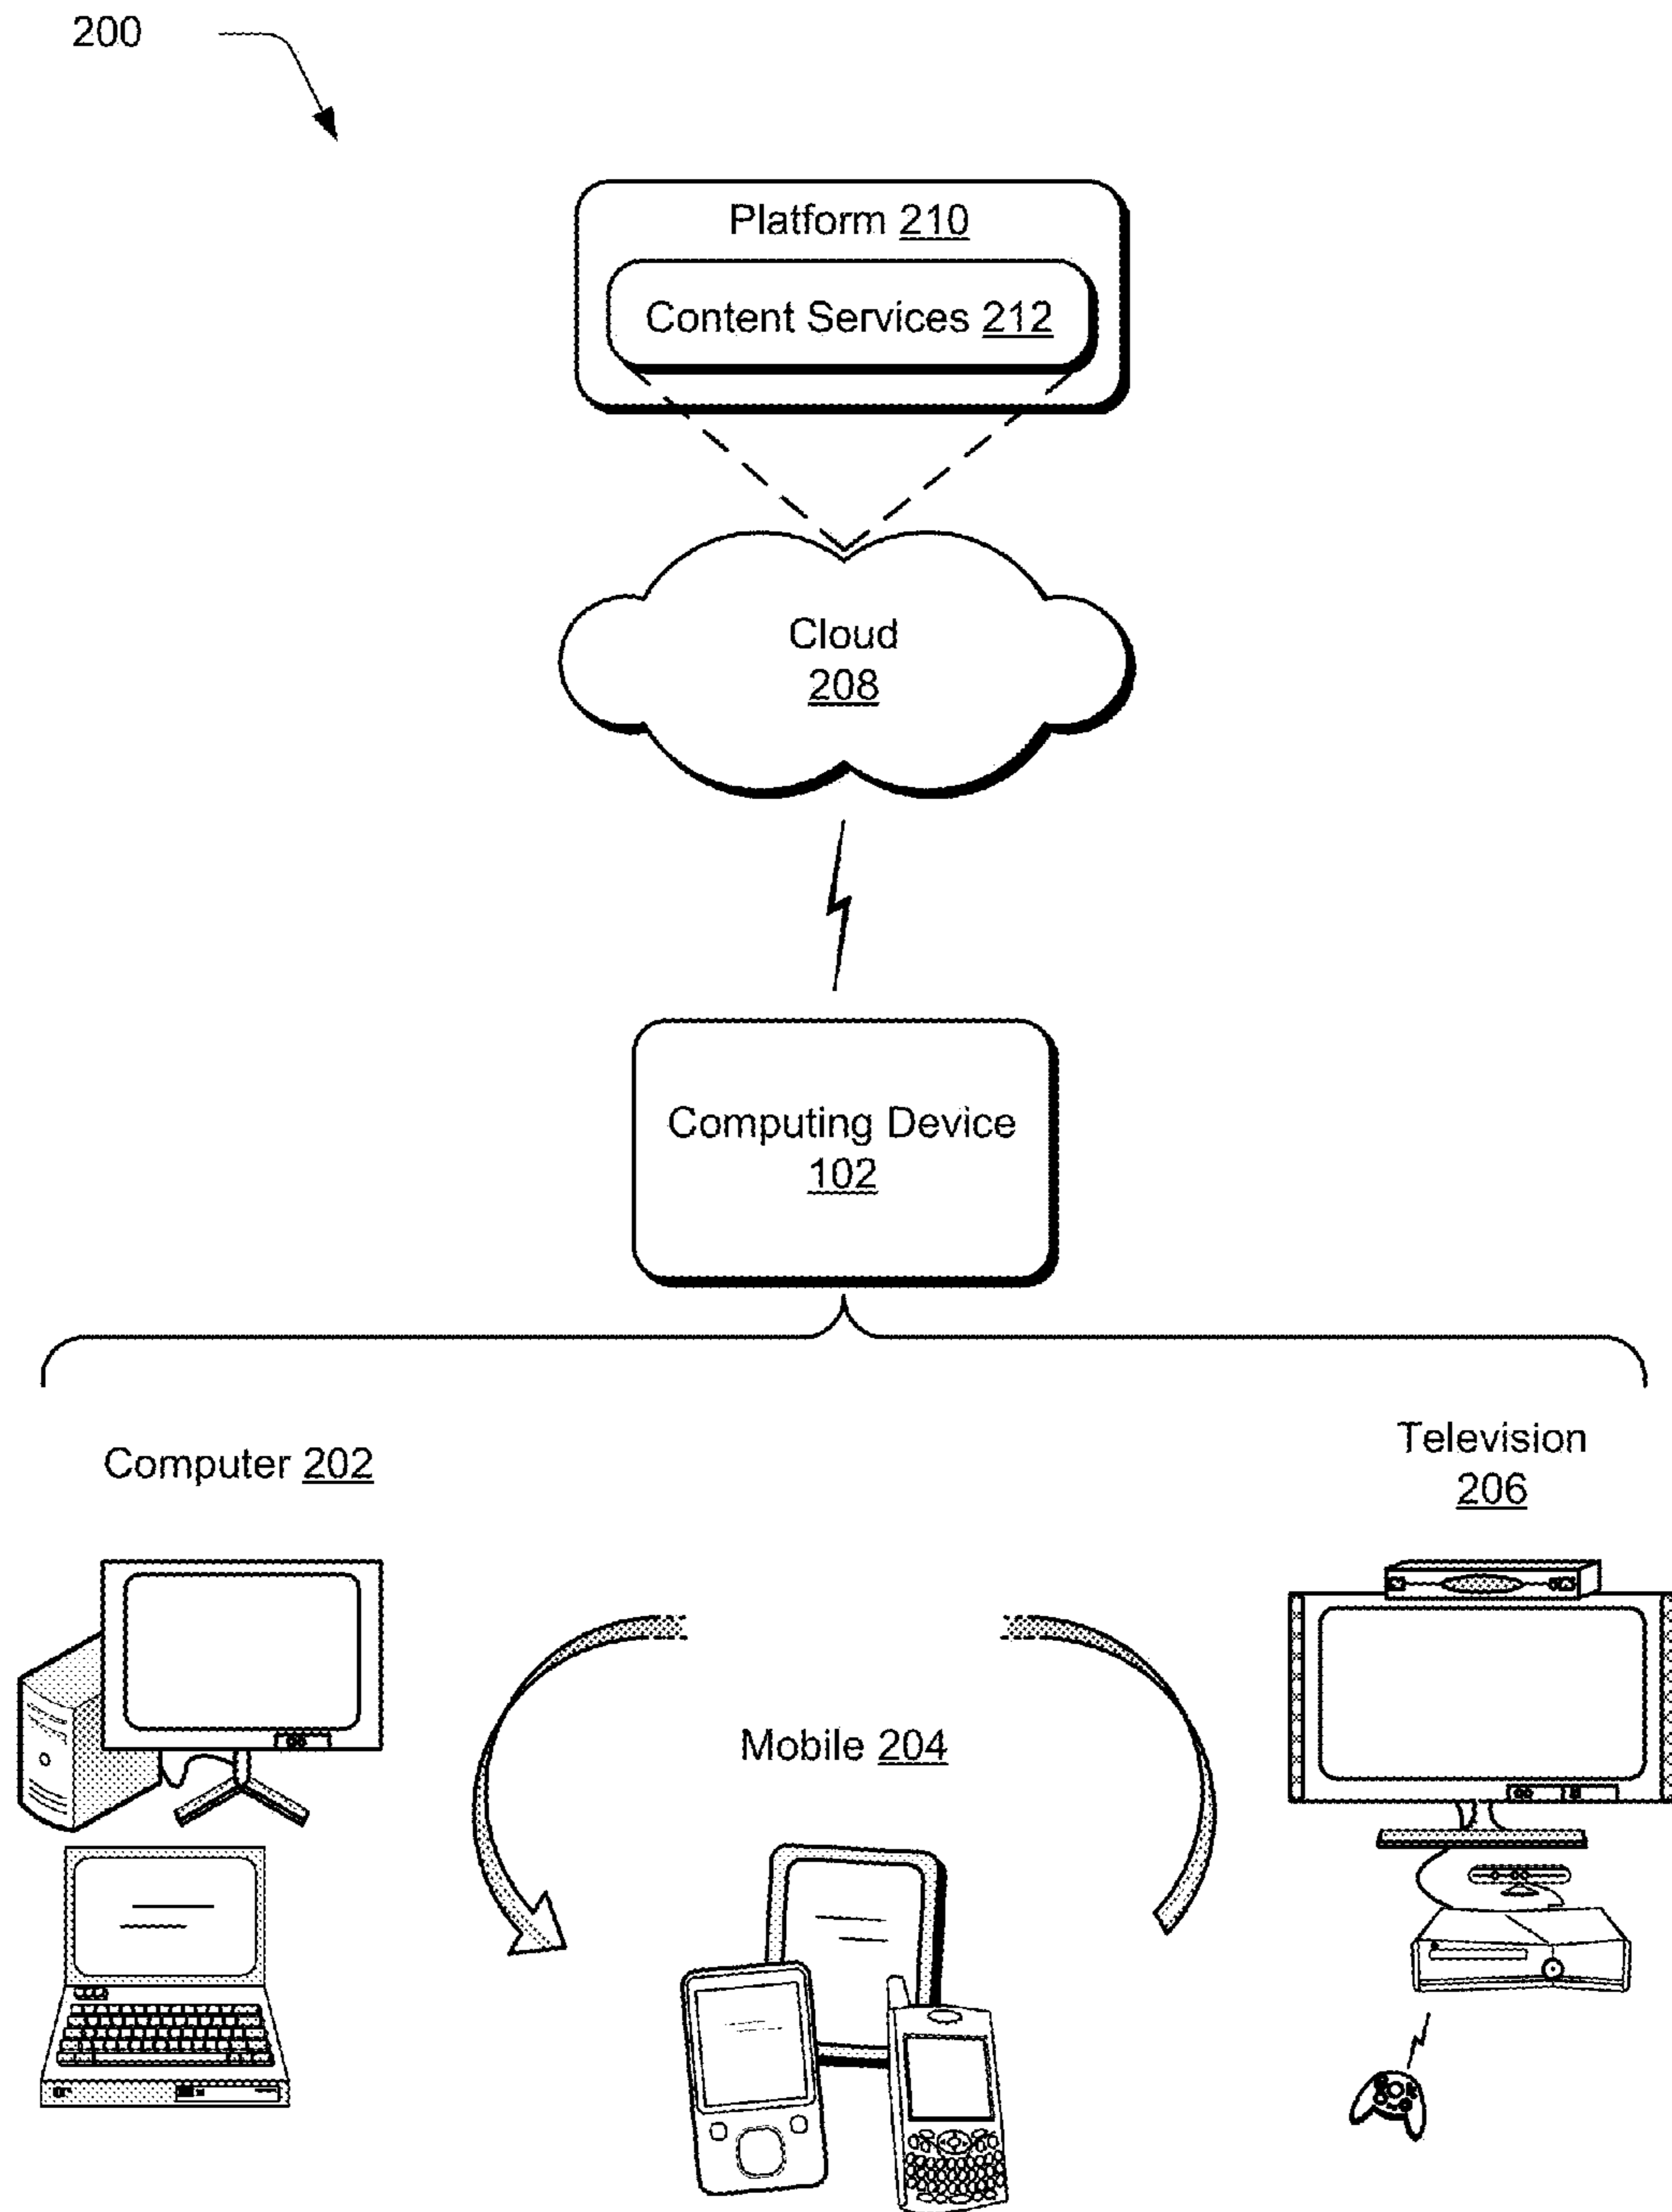 200
Platform 210
Content Services 212
Cloud
208
Computing Device
102
Computer 202
Television
206
Mobile 204